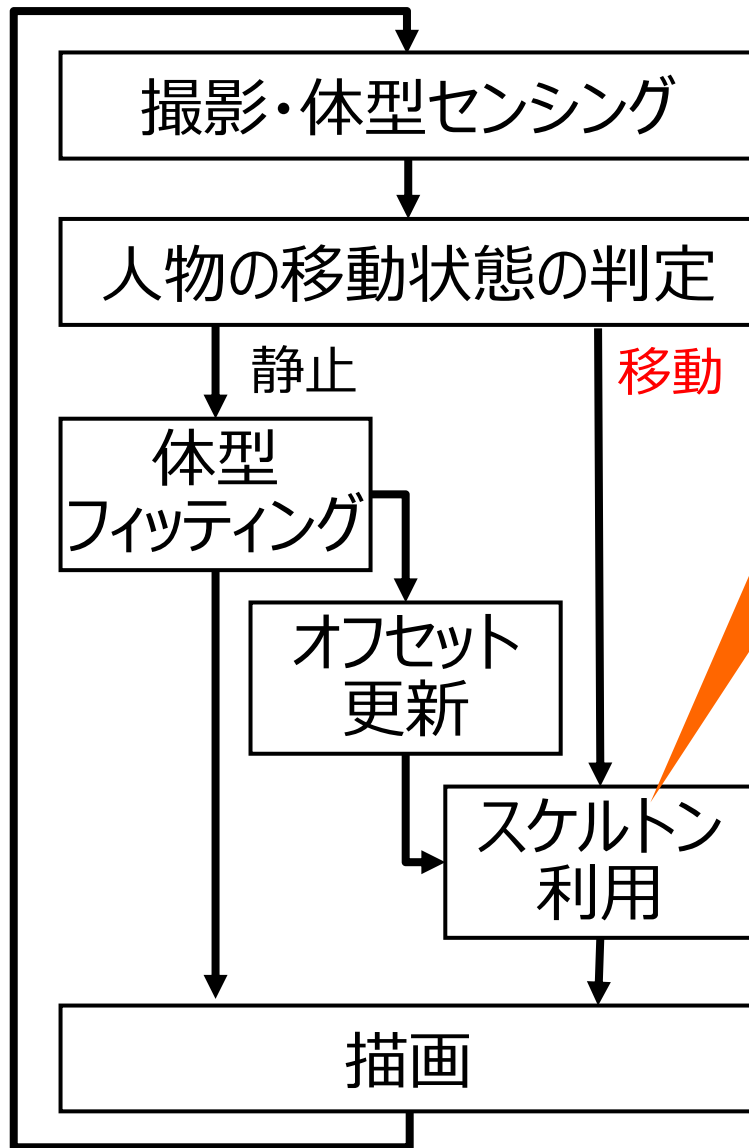 撮影・体型センシング
人物の移動状態の判定
静止
移動
体型
フィッティング
オフセット
更新
スケルトン
利用
描画